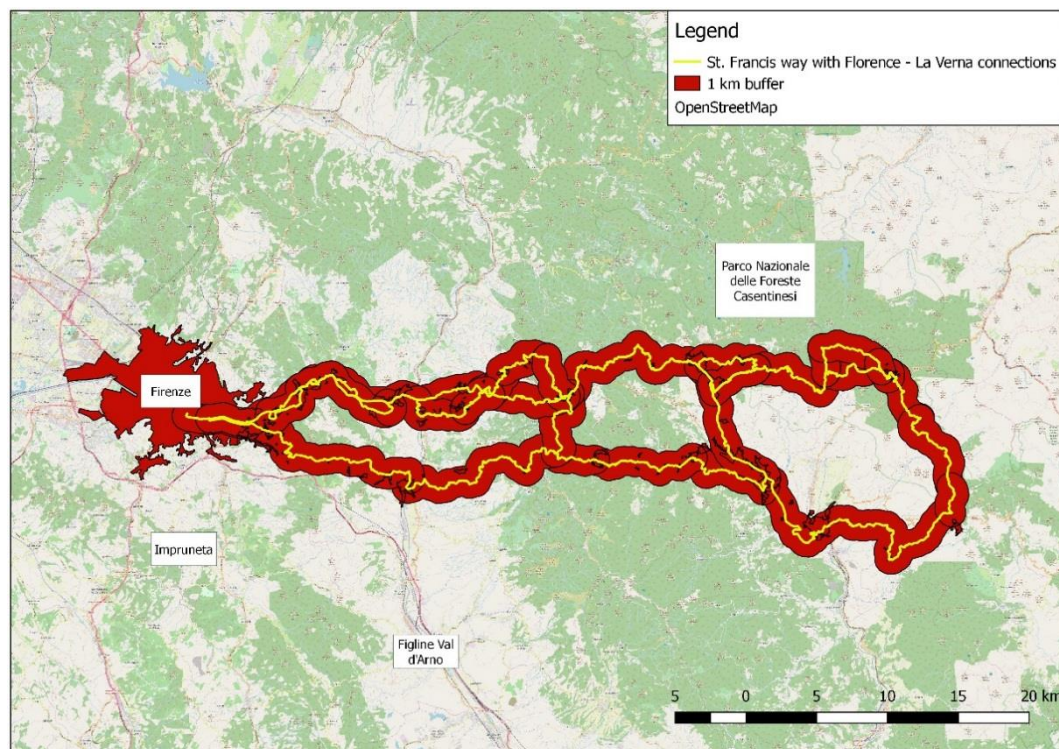 Legend
St. Francis way with Florence - La Verna connections
1 km buffer
OpenStreetMap
Parco Nazionale
delle Foreste
Casentinesi
Firenze
Impruneta
Figline Val
d'Arno
5 0 5 10 15 20 km